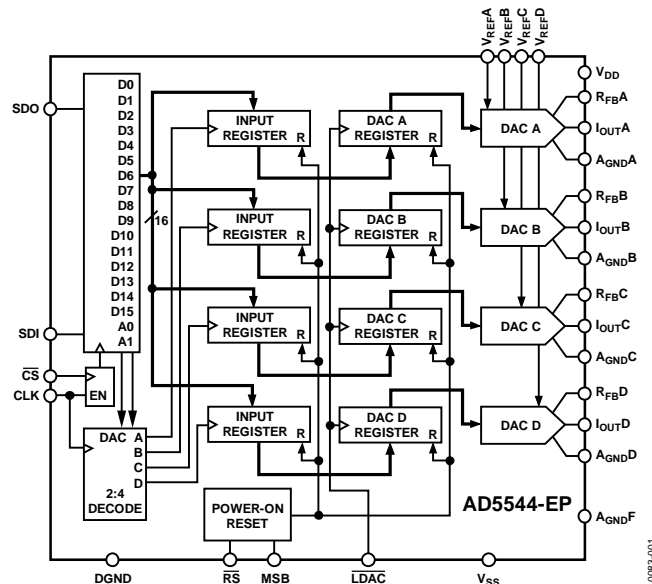 VREFA
VREFB
VREFC
VREFD
D0
D1
D2
D3
D4
D5
D6
D7
D8
D9
D10
D11
D12
D13
D14
D15
A0
A1
SDO
SDI
CS
CLK
EN
16
DAC A
B
C
D
2:4
DECODE
INPUT
REGISTER
R
DAC A
REGISTER
R
DAC A
INPUT
REGISTER
R
DAC B
REGISTER
R
DAC B
INPUT
REGISTER
R
DAC C
REGISTER
R
DAC C
INPUT
REGISTER
R
DAC D
REGISTER
R
DAC D
VDD
RFBA
IOUTA
AGNDA
RFBB
IOUTB
AGNDB
RFBC
IOUTC
AGNDC
RFBD
IOUTD
AGNDD
AGNDF
POWER-ON
RESET
AD5544-EP
DGND
RS
MSB
LDAC
VSS